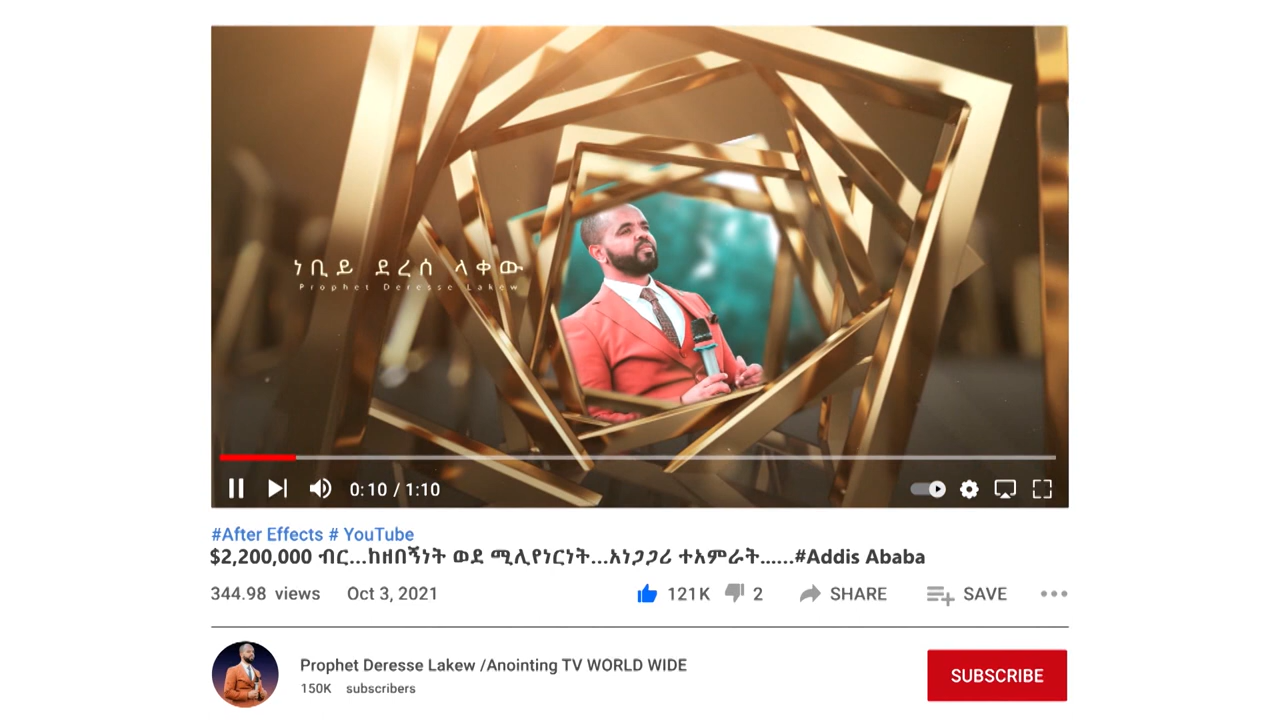 ነቢይ ደረሰ ላቀው
Prophet Deresse Lakew
0:10 / 1:10
#After Effects # YouTube
$2,200,000 ብር...ከዘበኝነት ወደ ሚሊየነርነት...አነጋጋሪ ተአምራት......#Addis Ababa
344.98 views Oct 3, 2021 121K 2 SHARE SAVE
Prophet Deresse Lakew /Anointing TV WORLD WIDE
150K subscribers
SUBSCRIBE